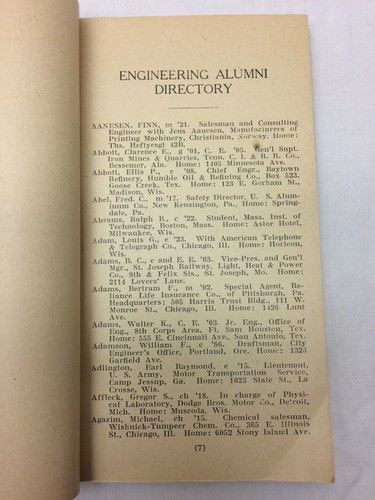 ENGINEERING ALUMNI
DIRECTORY
AANESEN, FINN, m '21. Salesman and Consulting
Engineer with Jens Aanesen, Manufacturers of
Printing Machinery, Christiania, Norway. Home:
Ths. Heftyesgt 42B.
Abbott, Clarence E., g '01, C. E. '05. Gen'l Supt.
Iron Mines & Quarries, Tenn. C. I. & R. R. Co.,
Bessemer, Ala. Home: 1405 Minnesota Ave.
Abbott, Ellis P., c '08. Chief Engr., Baytown
Refinery, Humble Oil & Refining Co., Box 523,
Goose Creek, Tex. Home: 123 E. Gorham St.,
Madison, Wis.
Abel, Fred. C., m '17. Safety Director, U. S. Alum-
inum Co., New Kensington, Pa. Home: Spring-
dale, Pa.
Abrams, Ralph B., c '22. Student, Mass. Inst. of
Technology, Boston, Mass. Home: Astor Hotel,
Milwaukee, Wis.
Adam, Louis G., e '23. With American Telephone
& Telegraph Co., Chicago, Ill. Home: Horicon,
Wis.
Adams, B. C., e and E. E. '03. Vice-Pres. and Gen'l
Mgr., St. Joseph Railway, Light, Heat & Power
Co., 9th & Felix Sts., St. Joseph, Mo. Home:
2114 Lovers' Lane.
Adams, Bertram F., m '02. Special Agent, Re-
liance Life Insurance Co., of Pittsburgh, Pa.
Headquarters: 505 Harris Trust Bldg., 111 W.
Monroe St., Chicago, Ill. Home: 1426 Lunt
Ave.
Adams, Walter K., C. E. '03. Jr. Eng., Office of
Eng., 8th Corps Area, Ft. Sam Houston, Tex.
Home: 555 E. Cincinnati Ave., San Antonio, Tex.
Adamson, William F., c '86. Draftsman, City
Engineer's Office, Portland, Ore. Home: 1325
Garfield Ave.
Adlington, Earl Raymond, c '15. Lieutenant,
U. S. Army, Motor Transportation Service,
Camp Jessup, Ga. Home: 1023 State St., La
Crosse, Wis.
Affleck, Gregor S., ch '18. In charge of Physi-
cal Laboratory, Dodge Bros. Motor Co., Detroit,
Mich. Home: Muscoda, Wis.
Agazim, Michael, ch '15. Chemical salesman,
Wishnick-Tumpeer Chem. Co., 365 E. Illinois
St., Chicago, Ill. Home: 6052 Stony Island Ave.
(7)